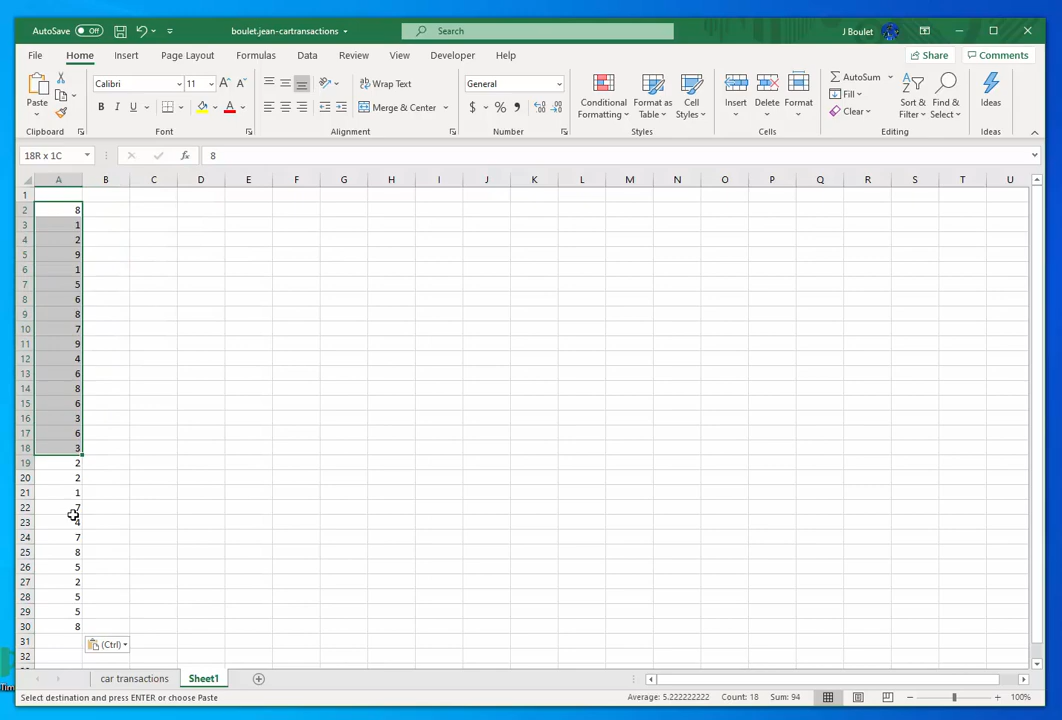 AutoSave Off boulet.jean-cartransactions Search J Boulet
File Home Insert Page Layout Formulas Data Review View Developer Help Share Comments
Paste Calibri 11 A A Wrap Text General Conditional Formatting Format as Table Cell Styles Insert Delete Format AutoSum Fill Clear Sort & Filter Find & Select Ideas
B I U A Merge & Center $ % ,
Clipboard Font Alignment Number Styles Cells Editing Ideas
18R x 1C fx 8
A B C D E F G H I J K L M N O P Q R S T U
1
2 8
3 1
4 2
5 9
6 1
7 5
8 6
9 8
10 7
11 9
12 4
13 6
14 8
15 6
16 3
17 6
18 3
19 2
20 2
21 1
22 7
23 4
24 7
25 8
26 5
27 2
28 5
29 5
30 8
31 (Ctrl)
32
car transactions Sheet1
Tim
Select destination and press ENTER or choose Paste Average: 5.222222222 Count: 18 Sum: 94 100%